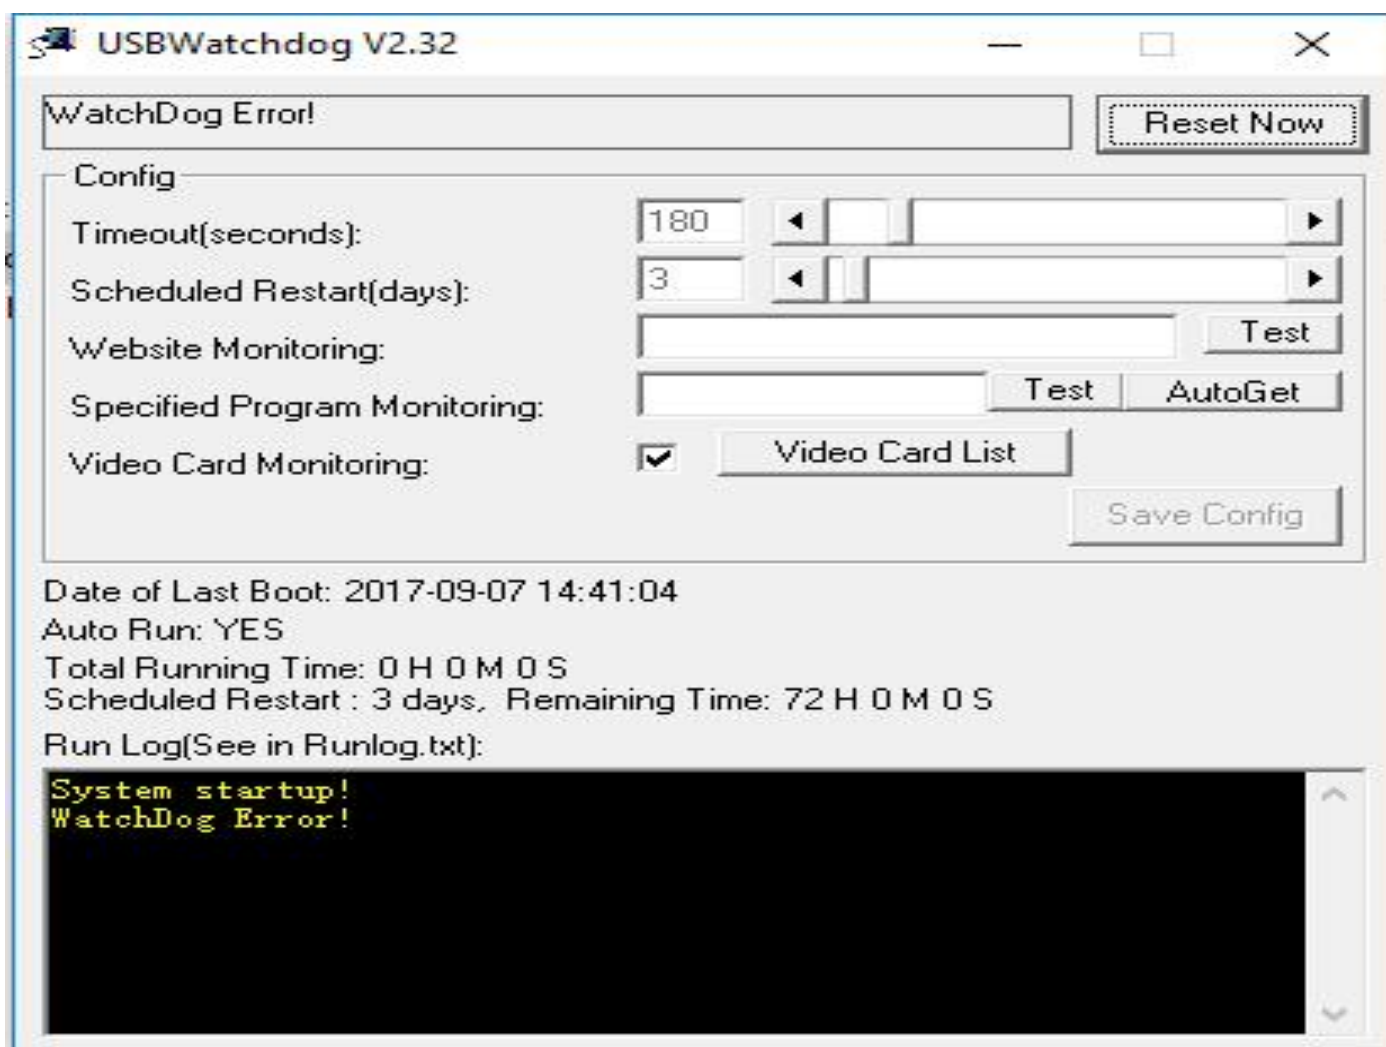 USBWatchdog V2.32
WatchDog Error!
Reset Now
Config
Timeout(seconds):
180
Scheduled Restart(days):
3
Website Monitoring:
Test
Specified Program Monitoring:
Test
AutoGet
Video Card Monitoring:
Video Card List
Save Config
Date of Last Boot: 2017-09-07 14:41:04
Auto Run: YES
Total Running Time: 0 H 0 M 0 S
Scheduled Restart : 3 days,  Remaining Time: 72 H 0 M 0 S
Run Log(See in Runlog.txt):
System startup!
WatchDog Error!